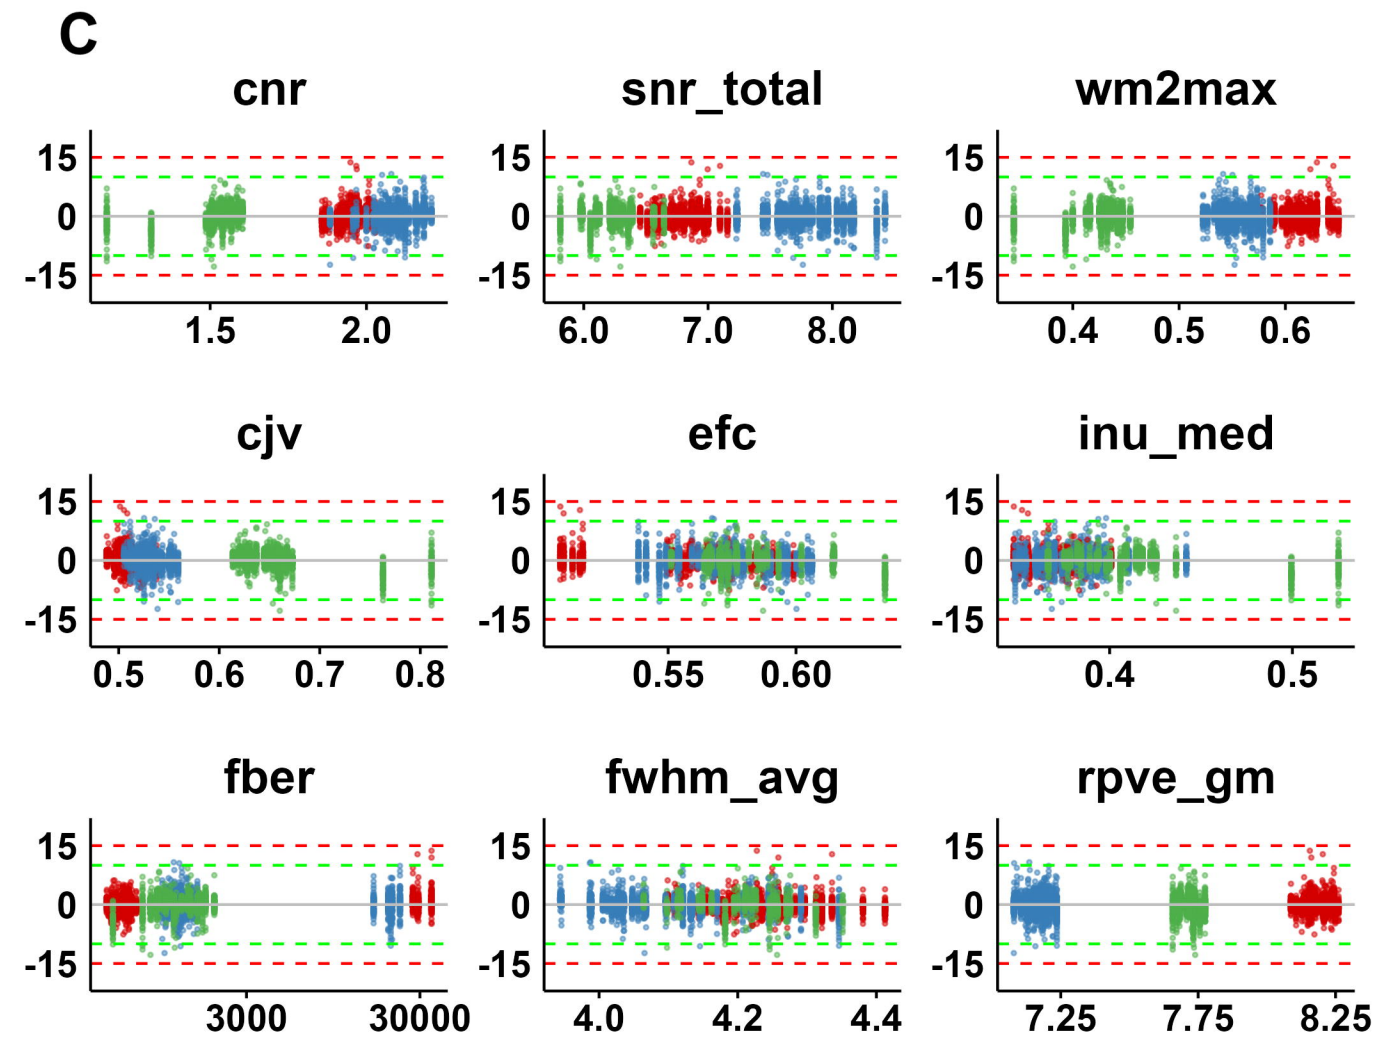 C
cnr snr_total wm2max
15 15 15
0 0 0
-15 -15 -15
1.5 2.0 6.0 7.0 8.0 0.4 0.5 0.6
cjv efc inu_med
15 15 15
0 0 0
-15 -15 -15
0.5 0.6 0.7 0.8 0.55 0.60 0.4 0.5
fber fwhm_avg rpve_gm
15 15 15
0 0 0
-15 -15 -15
3000 30000 4.0 4.2 4.4 7.25 7.75 8.25